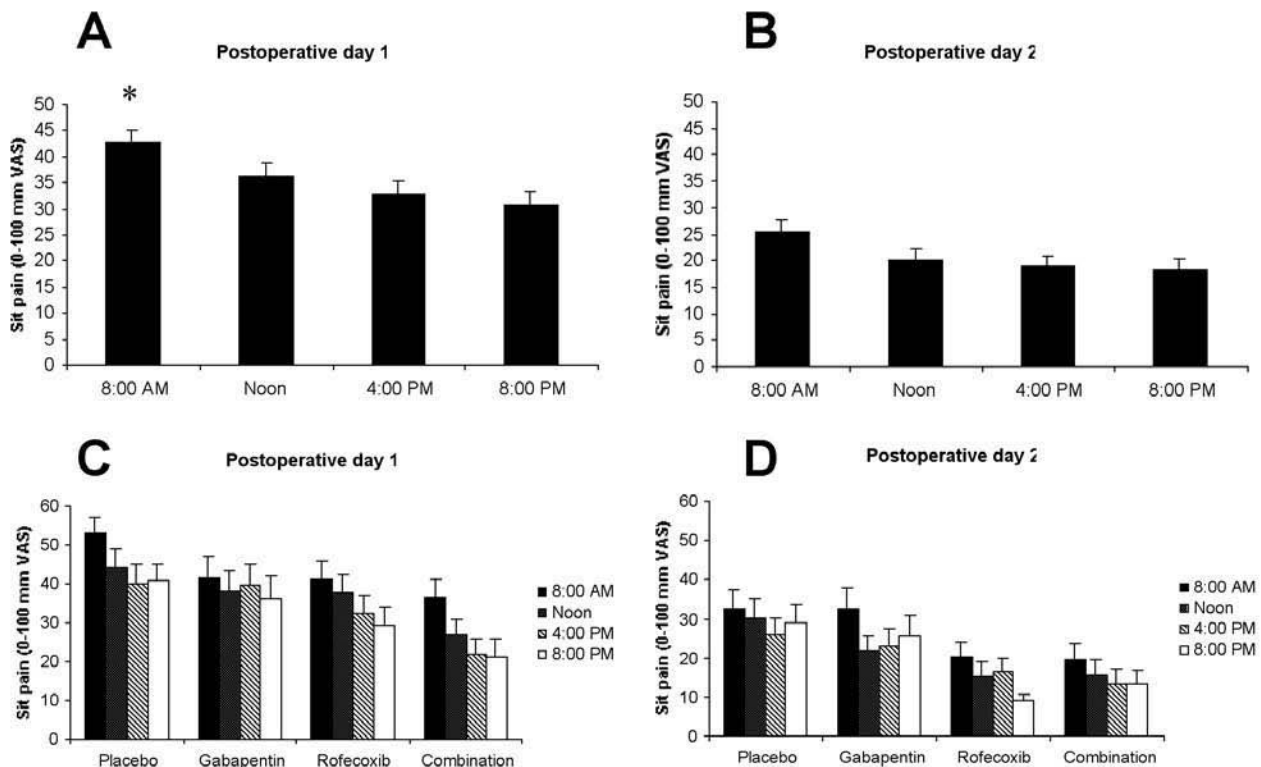 A
Postoperative day 1
*
Sit pain (0-100 mm VAS)
50
45
40
35
30
25
20
15
10
5
0
8:00 AM Noon 4:00 PM 8:00 PM
B
Postoperative day 2
Sit pain (0-100 mm VAS)
50
45
40
35
30
25
20
15
10
5
0
8:00 AM Noon 4:00 PM 8:00 PM
C
Postoperative day 1
Sit pain (0-100 mm VAS)
60
50
40
30
20
10
0
Placebo Gabapentin Rofecoxib Combination
8:00 AM
Noon
4:00 PM
8:00 PM
D
Postoperative day 2
Sit pain (0-100 mm VAS)
60
50
40
30
20
10
0
Placebo Gabapentin Rofecoxib Combination
8:00 AM
Noon
4:00 PM
8:00 PM